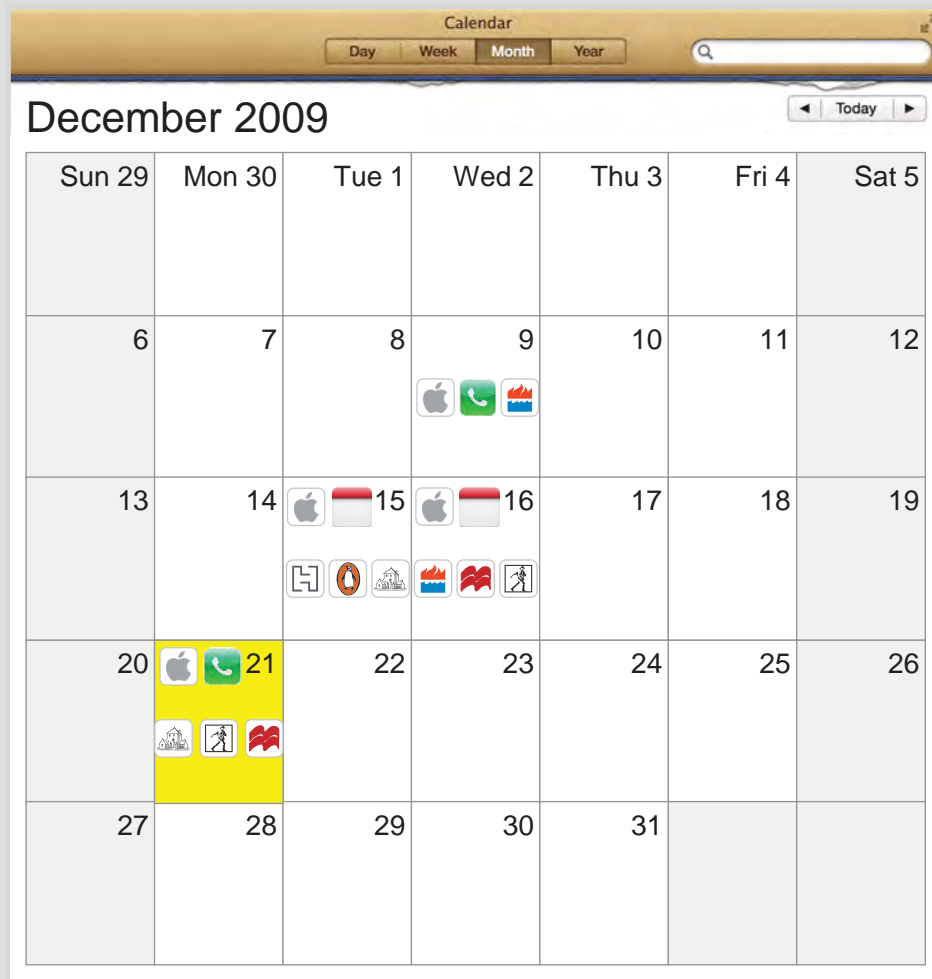 Calendar
Day Week Month Year
December 2009
Today
Sun 29 Mon 30 Tue 1 Wed 2 Thu 3 Fri 4 Sat 5
6 7 8 9 10 11 12
13 14 15 16 17 18 19
20 21 22 23 24 25 26
27 28 29 30 31